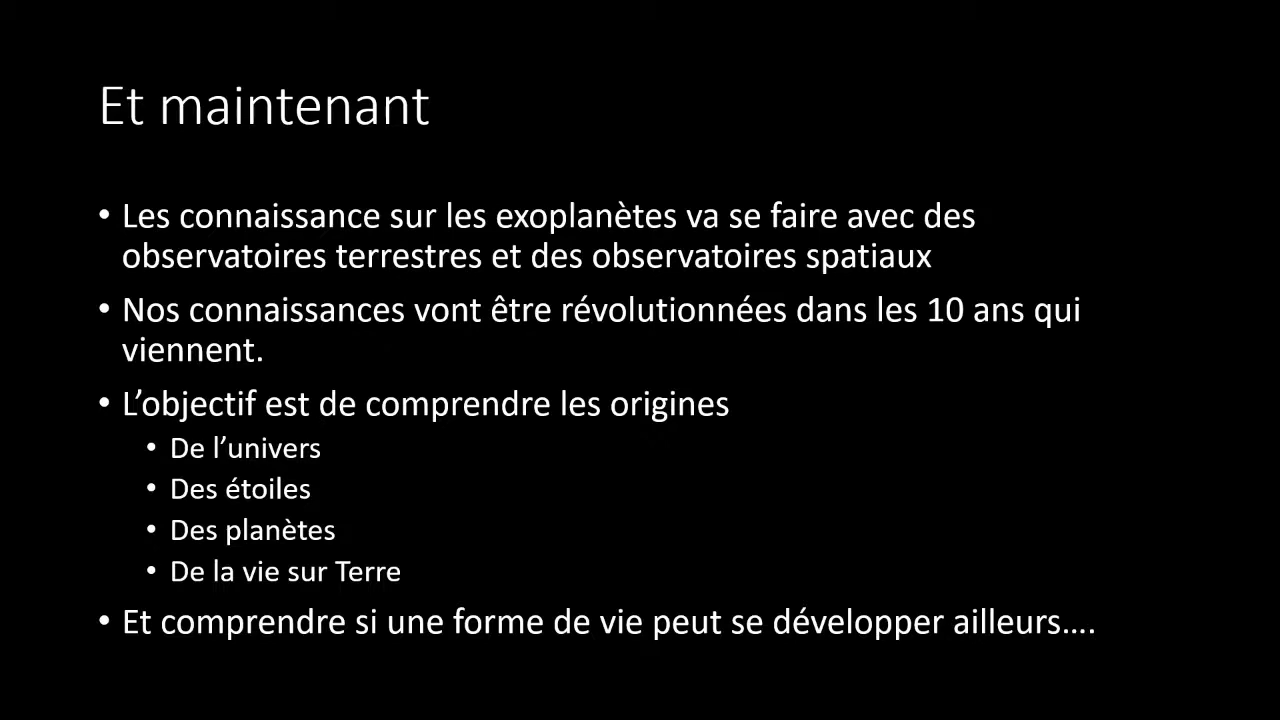 Et maintenant
• Les connaissance sur les exoplanètes va se faire avec des
observatoires terrestres et des observatoires spatiaux
• Nos connaissances vont être révolutionnées dans les 10 ans qui
viennent.
• L’objectif est de comprendre les origines
• De l’univers
• Des étoiles
• Des planètes
• De la vie sur Terre
• Et comprendre si une forme de vie peut se développer ailleurs….